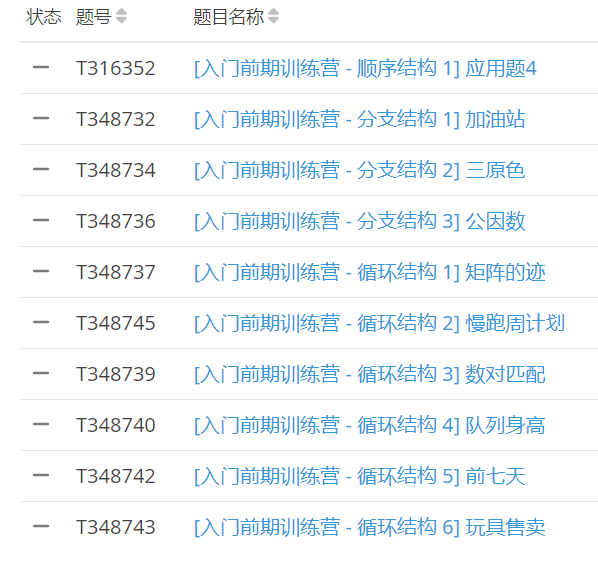 状态 题号 题目名称
T316352 [入门前期训练营 - 顺序结构 1] 应用题4
T348732 [入门前期训练营 - 分支结构 1] 加油站
T348734 [入门前期训练营 - 分支结构 2] 三原色
T348736 [入门前期训练营 - 分支结构 3] 公因数
T348737 [入门前期训练营 - 循环结构 1] 矩阵的迹
T348745 [入门前期训练营 - 循环结构 2] 慢跑周计划
T348739 [入门前期训练营 - 循环结构 3] 数对匹配
T348740 [入门前期训练营 - 循环结构 4] 队列身高
T348742 [入门前期训练营 - 循环结构 5] 前七天
T348743 [入门前期训练营 - 循环结构 6] 玩具售卖